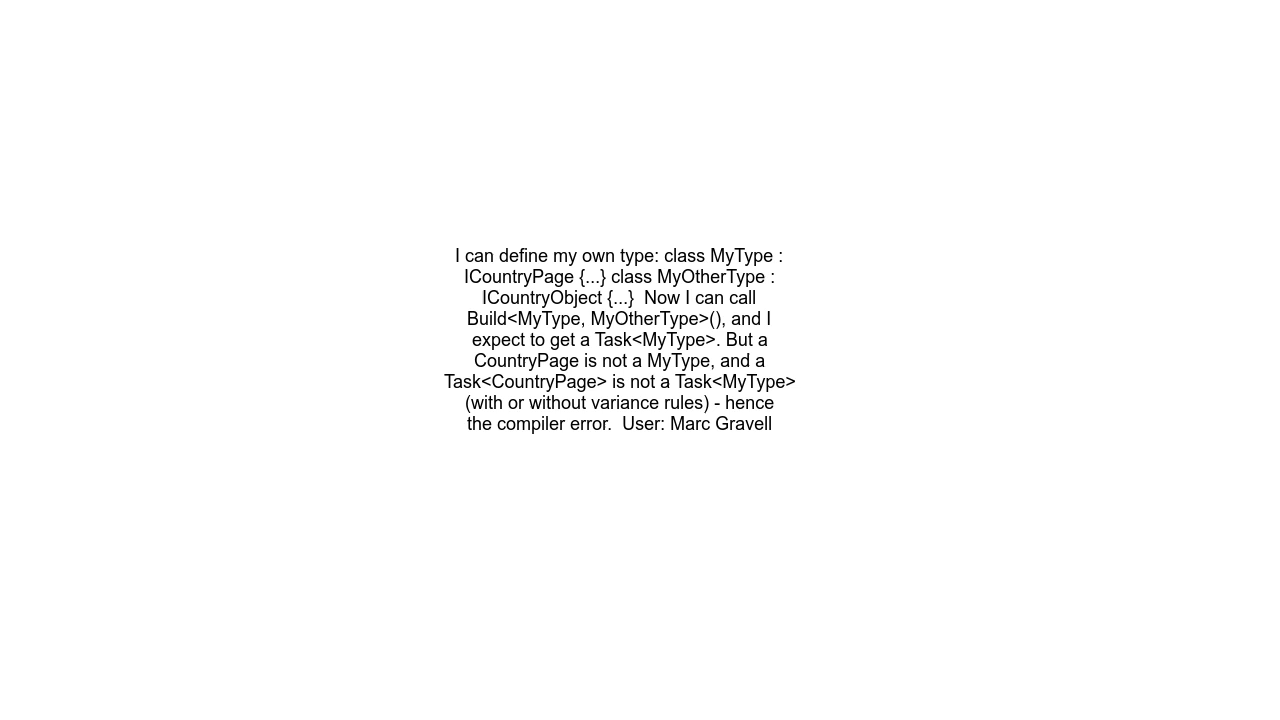 I can define my own type: class MyType :
ICountryPage {...} class MyOtherType :
ICountryObject {...}  Now I can call
Build<MyType, MyOtherType>(), and I
expect to get a Task<MyType>. But a
CountryPage is not a MyType, and a
Task<CountryPage> is not a Task<MyType>
(with or without variance rules) - hence
the compiler error.  User: Marc Gravell